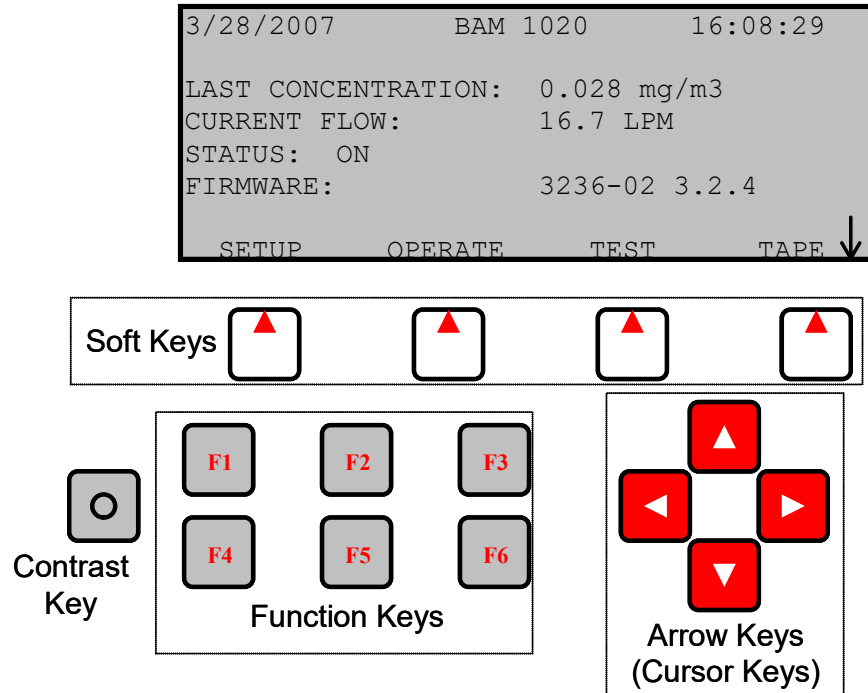 3/28/2007 BAM 1020 16:08:29
LAST CONCENTRATION: 0.028 mg/m3
CURRENT FLOW: 16.7 LPM
STATUS: ON
FIRMWARE: 3236-02 3.2.4
SETUP OPERATE TEST TAPE
Soft Keys
F1 F2 F3
F4 F5 F6
Contrast
Key
Function Keys
Arrow Keys
(Cursor Keys)